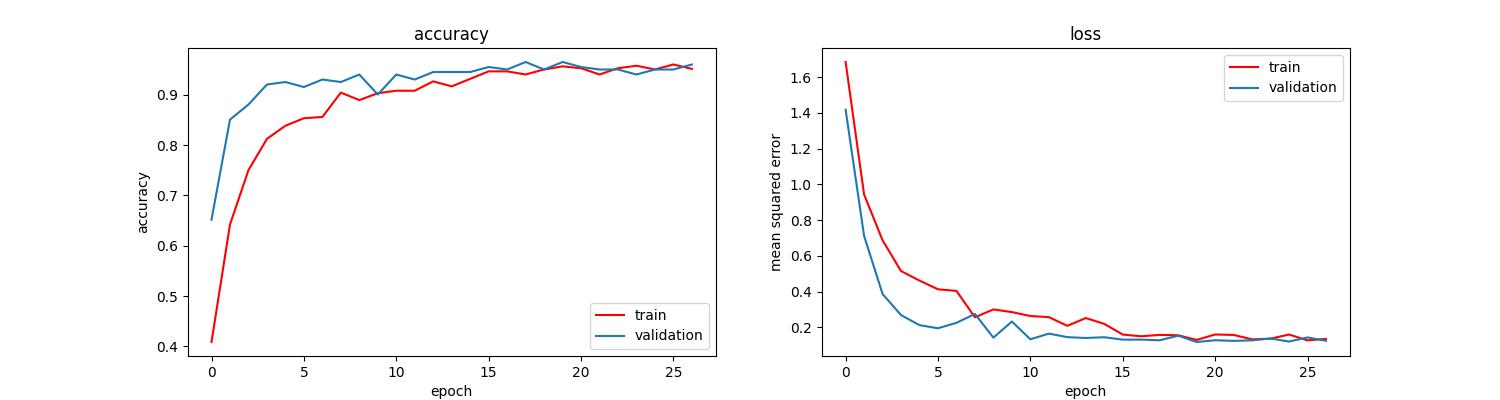 accuracy
accuracy
0.9
0.8
0.7
0.6
0.5
0.4
train
validation
0 5 10 15 20 25
epoch
loss
mean squared error
1.6
1.4
1.2
1.0
0.8
0.6
0.4
0.2
train
validation
0 5 10 15 20 25
epoch